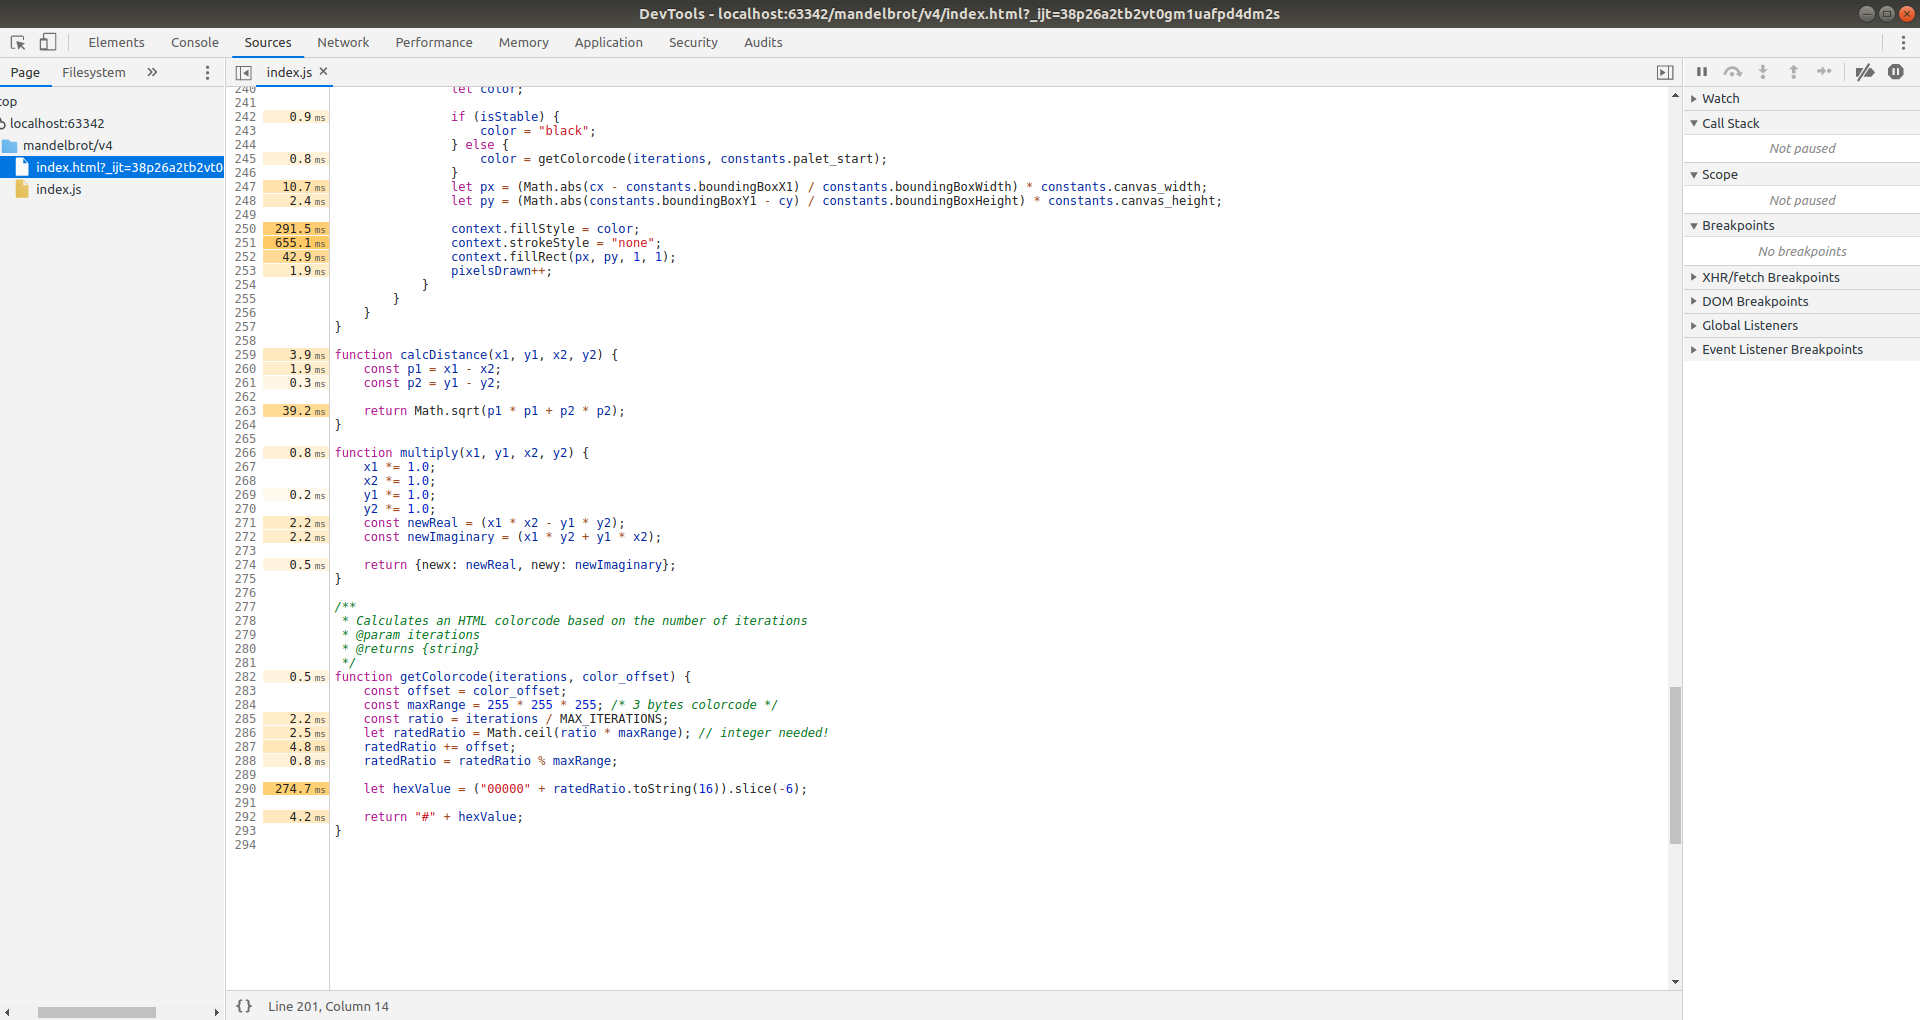 DevTools - localhost:63342/mandelbrot/v4/index.html?_ijt=38p26a2tb2vt0gm1uafpd4dm2s
Elements Console Sources Network Performance Memory Application Security Audits
Page Filesystem »
index.js ×
top
localhost:63342
mandelbrot/v4
index.html?_ijt=38p26a2tb2vt0
index.js
240 let color;
241
242 0.9 ms if (isStable) {
243 color = "black";
244 } else {
245 0.8 ms color = getColorcode(iterations, constants.palet_start);
246 }
247 10.7 ms let px = (Math.abs(cx - constants.boundingBoxX1) / constants.boundingBoxWidth) * constants.canvas_width;
248 2.4 ms let py = (Math.abs(constants.boundingBoxY1 - cy) / constants.boundingBoxHeight) * constants.canvas_height;
249
250 291.5 ms context.fillStyle = color;
251 655.1 ms context.strokeStyle = "none";
252 42.9 ms context.fillRect(px, py, 1, 1);
253 1.9 ms pixelsDrawn++;
254 }
255 }
256 }
257 }
258
259 3.9 ms function calcDistance(x1, y1, x2, y2) {
260 1.9 ms const p1 = x1 - x2;
261 0.3 ms const p2 = y1 - y2;
262
263 39.2 ms return Math.sqrt(p1 * p1 + p2 * p2);
264 }
265
266 0.8 ms function multiply(x1, y1, x2, y2) {
267 x1 *= 1.0;
268 x2 *= 1.0;
269 0.2 ms y1 *= 1.0;
270 y2 *= 1.0;
271 2.2 ms const newReal = (x1 * x2 - y1 * y2);
272 2.2 ms const newImaginary = (x1 * y2 + y1 * x2);
273
274 0.5 ms return {newx: newReal, newy: newImaginary};
275 }
276
277 /**
278 * Calculates an HTML colorcode based on the number of iterations
279 * @param iterations
280 * @returns {string}
281 */
282 0.5 ms function getColorcode(iterations, color_offset) {
283 const offset = color_offset;
284 const maxRange = 255 * 255 * 255; /* 3 bytes colorcode */
285 2.2 ms const ratio = iterations / MAX_ITERATIONS;
286 2.5 ms let ratedRatio = Math.ceil(ratio * maxRange); // integer needed!
287 4.8 ms ratedRatio += offset;
288 0.8 ms ratedRatio = ratedRatio % maxRange;
289
290 274.7 ms let hexValue = ("00000" + ratedRatio.toString(16)).slice(-6);
291
292 4.2 ms return "#" + hexValue;
293 }
294
{} Line 201, Column 14
Watch
Call Stack
Not paused
Scope
Not paused
Breakpoints
No breakpoints
XHR/fetch Breakpoints
DOM Breakpoints
Global Listeners
Event Listener Breakpoints